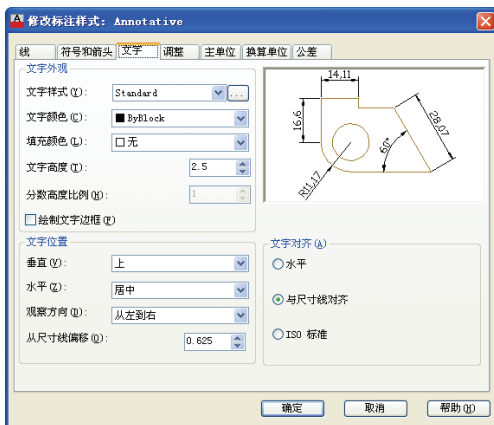 修改标注样式: Annotative
线 符号和箭头 文字 调整 主单位 换算单位 公差
文字外观
文字样式(Y): Standard ...
文字颜色(C): ByBlock
填充颜色(L): 无
文字高度(T): 2.5
分数高度比例(H): 1
绘制文字边框(F)
14,11
16,6
28,07
60°
R11,17
文字位置
垂直(V): 上
水平(Z): 居中
观察方向(D): 从左到右
从尺寸线偏移(O): 0.625
文字对齐(A)
水平
与尺寸线对齐
ISO 标准
确定 取消 帮助(H)